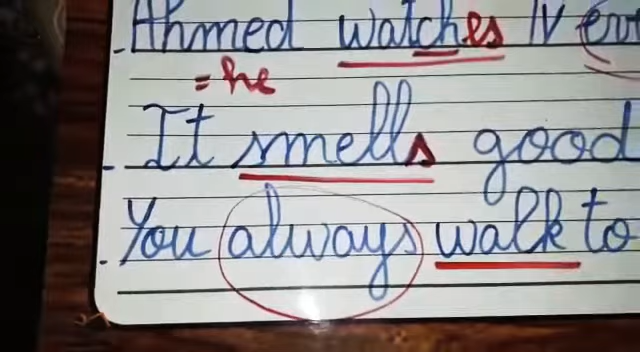 Ahmed watches TV
= he
It smells good
You always walk to